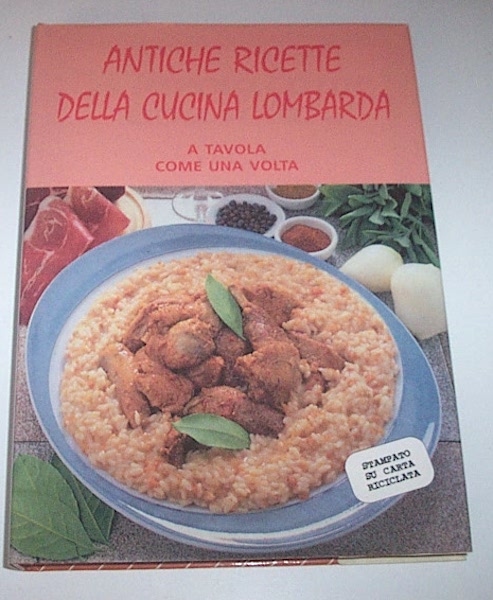 ANTICHE RICETTE
DELLA CUCINA LOMBARDA
A TAVOLA
COME UNA VOLTA
STAMPATO
SU CARTA
RICICLATA